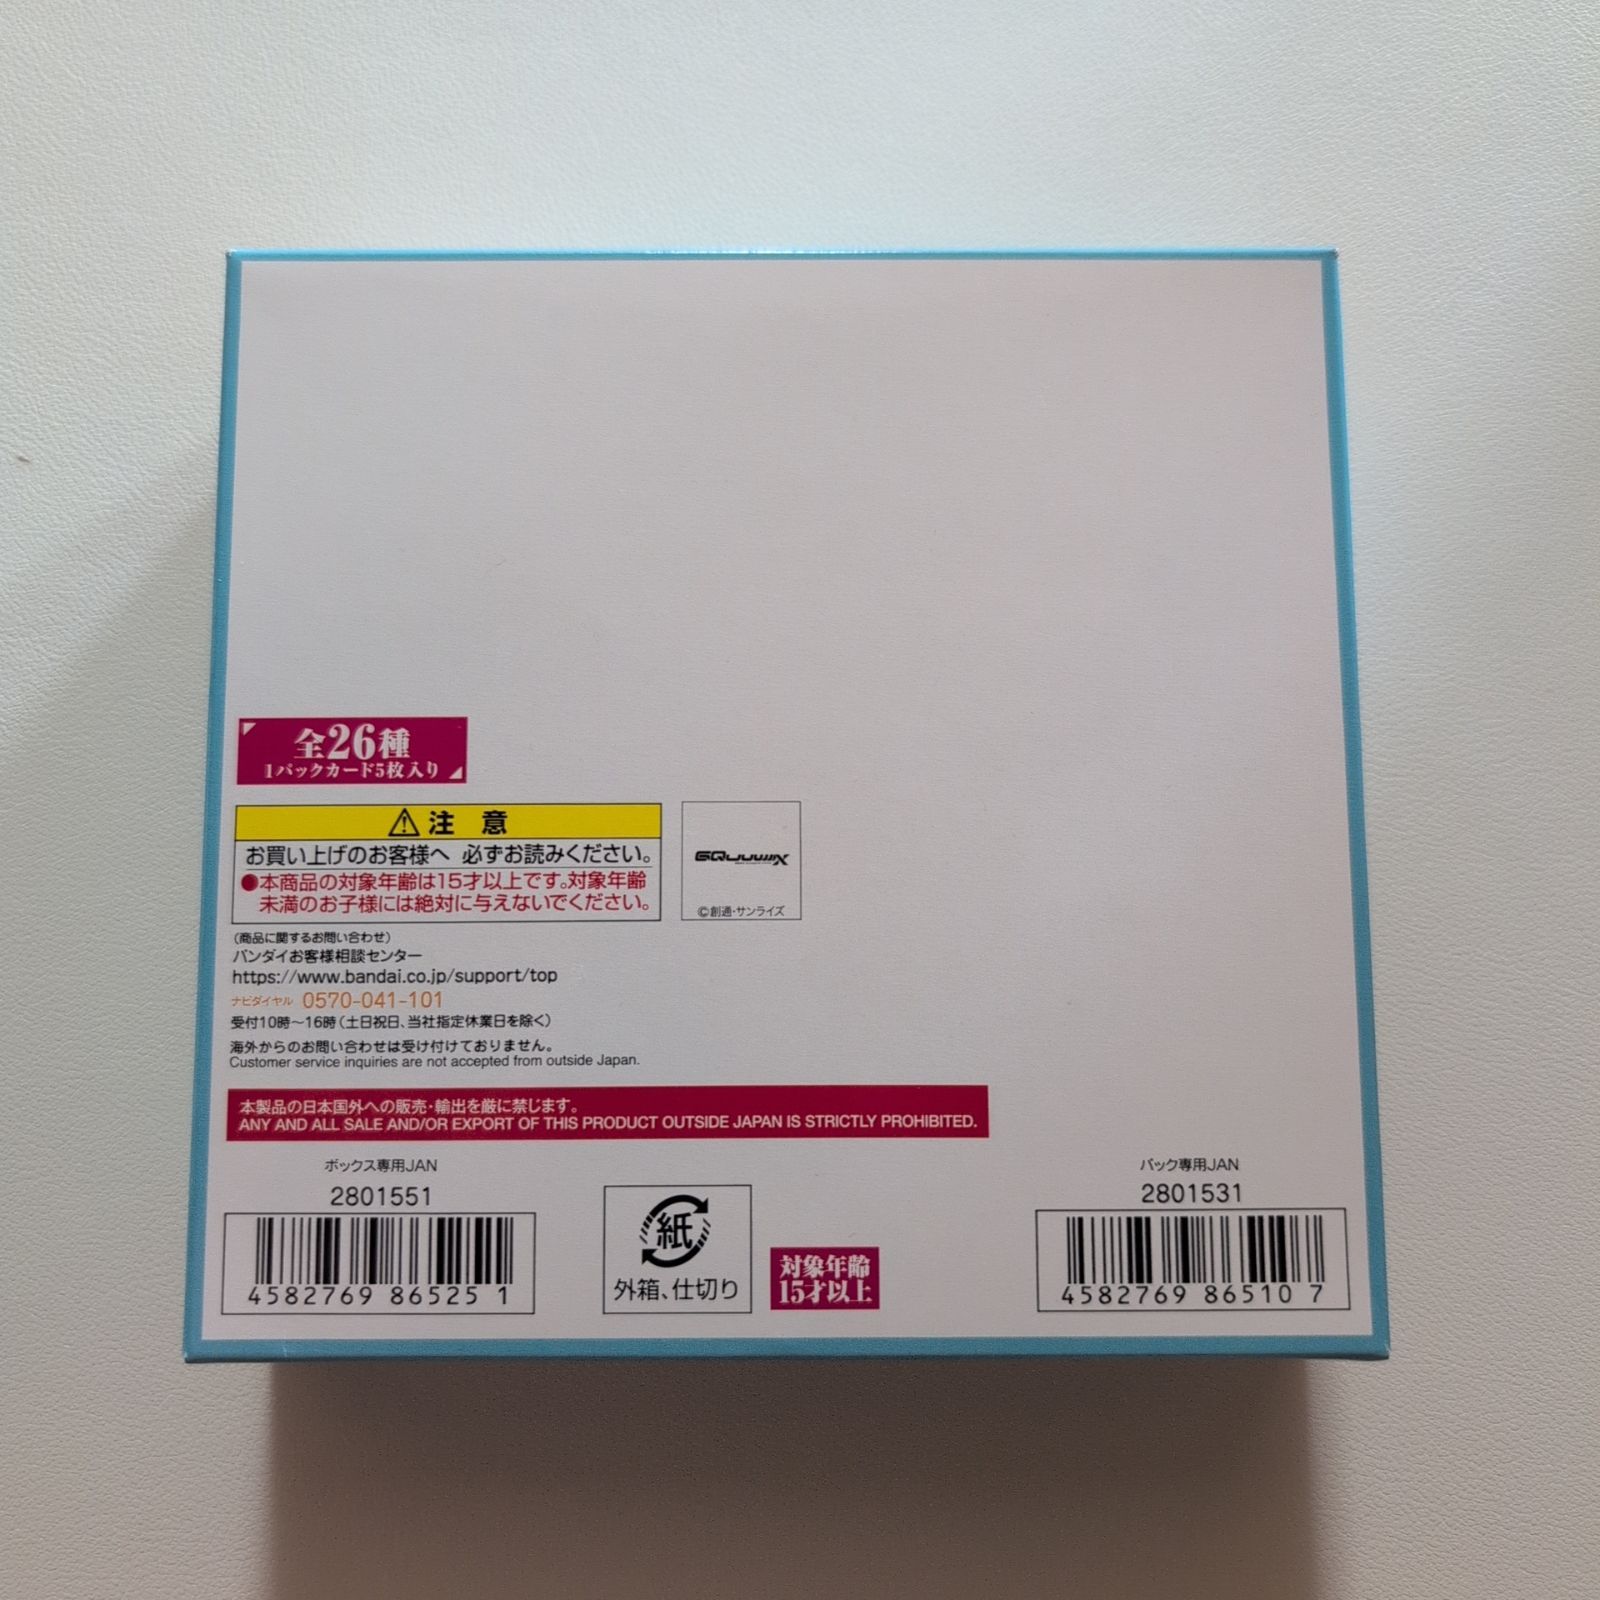 全26種
1パックカード5枚入り
⚠注 意
お買い上げのお客様へ 必ずお読みください。
●本商品の対象年齢は15才以上です。対象年齢
未満のお子様には絶対に与えないでください。
GQuuuuuuX
©創通・サンライズ
(商品に関するお問い合わせ)
バンダイお客様相談センター
https://www.bandai.co.jp/support/top
ナビダイヤル 0570-041-101
受付10時～16時(土日祝日、当社指定休業日を除く)
海外からのお問い合わせは受け付けておりません。
Customer service inquiries are not accepted from outside Japan.
本製品の日本国外への販売・輸出を厳に禁じます。
ANY AND ALL SALE AND/OR EXPORT OF THIS PRODUCT OUTSIDE JAPAN IS STRICTLY PROHIBITED.
ボックス専用JAN
2801551
4582769 86525 1
紙
外箱、仕切り
対象年齢
15才以上
パック専用JAN
2801531
4582769 86510 7